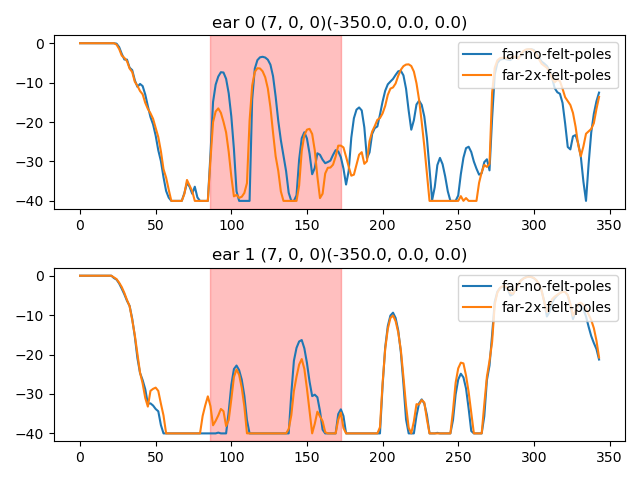 ear 0 (7, 0, 0)(-350.0, 0.0, 0.0)
0
−10
−20
−30
−40
far-no-felt-poles
far-2x-felt-poles
0 50 100 150 200 250 300 350
ear 1 (7, 0, 0)(-350.0, 0.0, 0.0)
0
−10
−20
−30
−40
far-no-felt-poles
far-2x-felt-poles
0 50 100 150 200 250 300 350